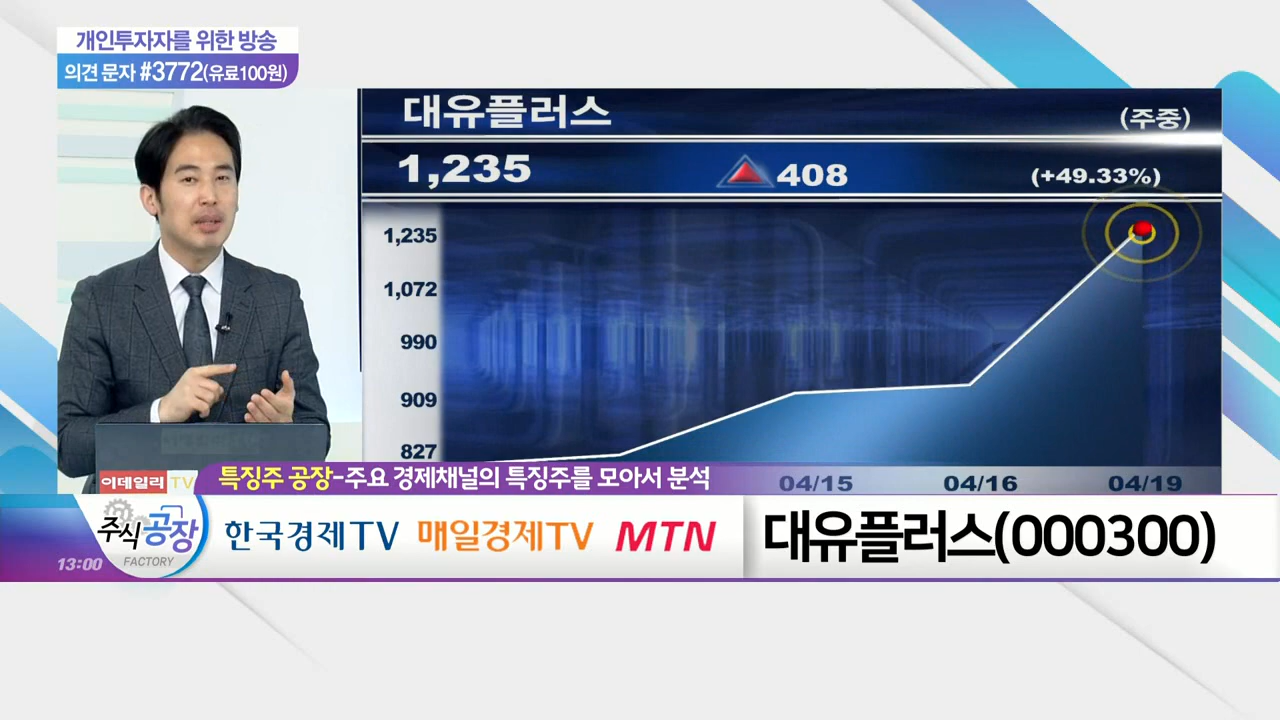 개인투자자를 위한 방송
의견 문자 #3772(유료100원)
대유플러스 (주중)
1,235 408 (+49.33%)
1,235
1,072
990
909
827
04/15 04/16 04/19
이데일리 TV
특징주 공장-주요 경제채널의 특징주를 모아서 분석
주식공장
FACTORY
13:00
한국경제TV 매일경제TV MTN
대유플러스(000300)